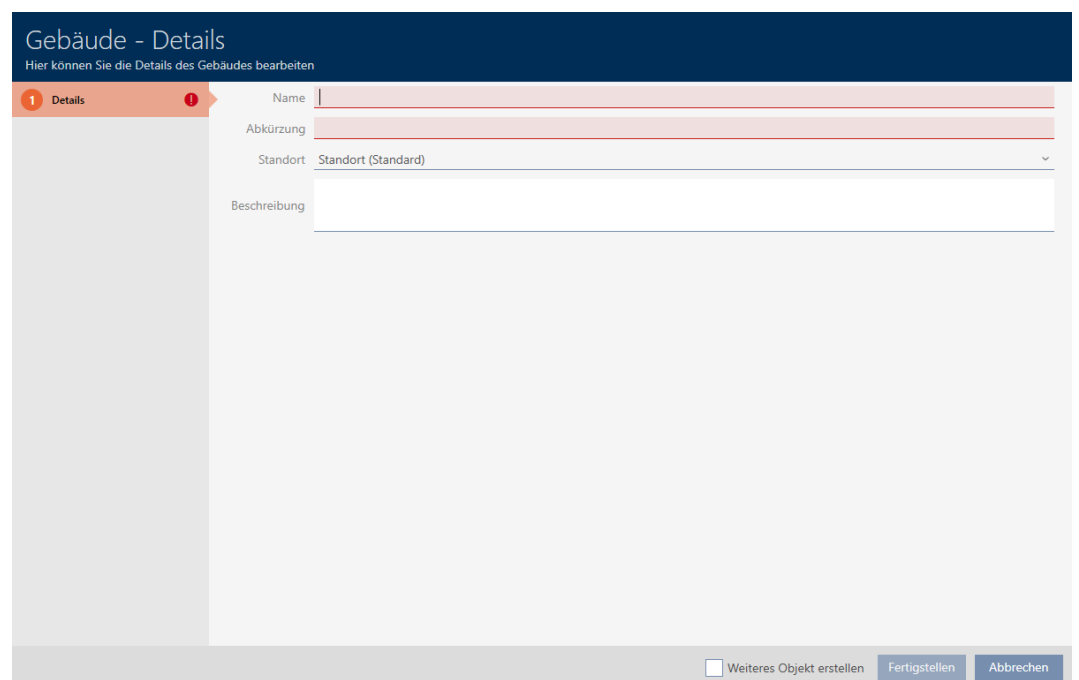 Gebäude - Details
Hier können Sie die Details des Gebäudes bearbeiten
1 Details !
Name
Abkürzung
Standort Standort (Standard)
Beschreibung
Weiteres Objekt erstellen Fertigstellen Abbrechen